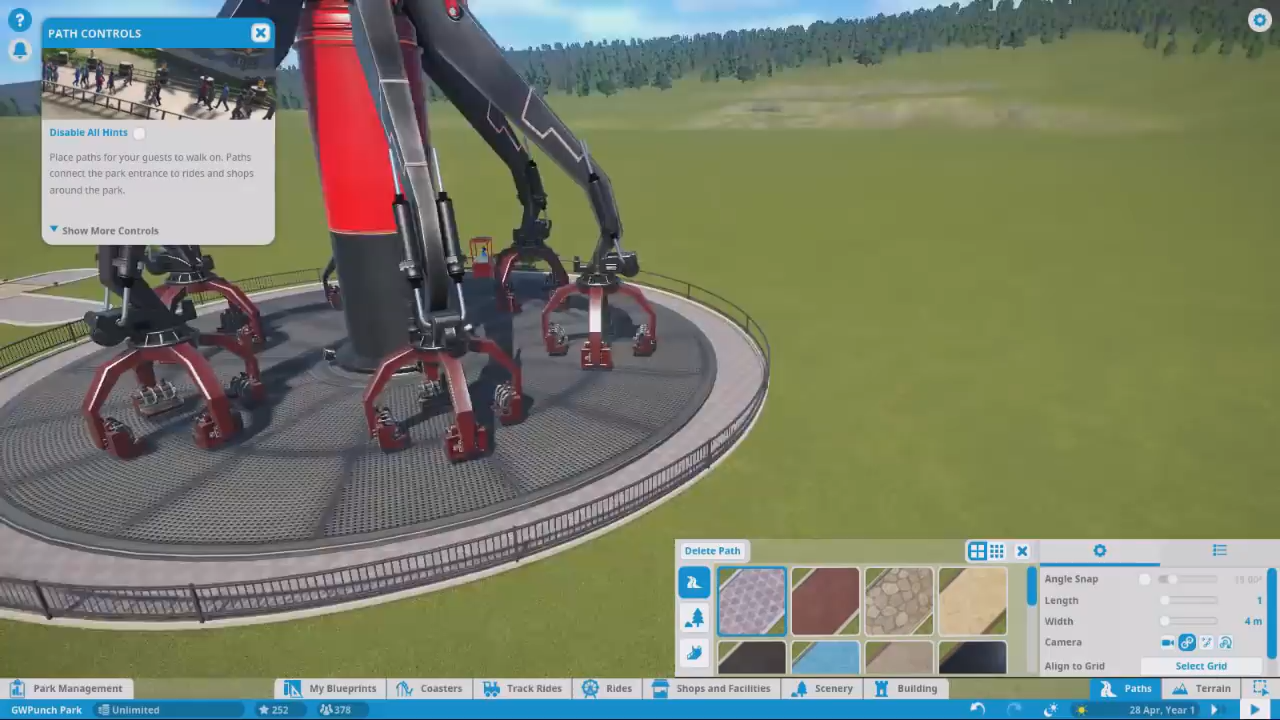 ?
PATH CONTROLS
Disable All Hints
Place paths for your guests to walk on. Paths
connect the park entrance to rides and shops
around the park.
Show More Controls
Delete Path
Angle Snap
Length 1
Width 4 m
Camera
Align to Grid Select Grid
Park Management My Blueprints Coasters Track Rides Rides Shops and Facilities Scenery Building Paths Terrain
GWPunch Park Unlimited 252 378 28 Apr, Year 1